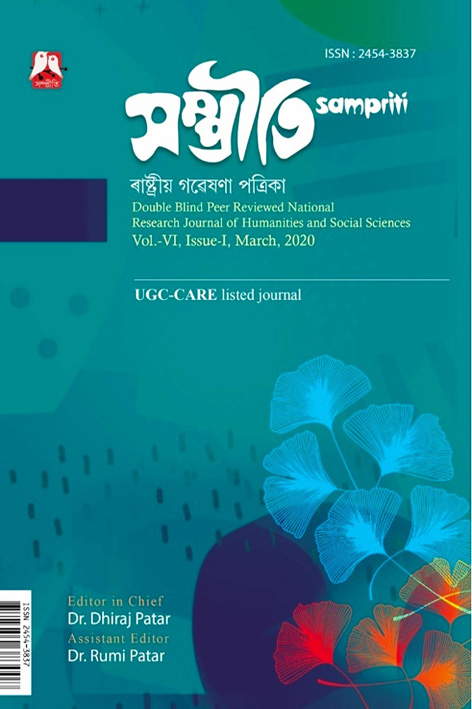 ISSN : 2454-3837
সম্প্ৰীতি
সম্প্ৰীতি
sampriti
ৰাষ্ট্ৰীয় গৱেষণা পত্ৰিকা
Double Blind Peer Reviewed National
Research Journal of Humanities and Social Sciences
Vol.-VI, Issue-I, March, 2020
UGC-CARE listed journal
Editor in Chief
Dr. Dhiraj Patar
Assistant Editor
Dr. Rumi Patar
ISSN 2454-3837